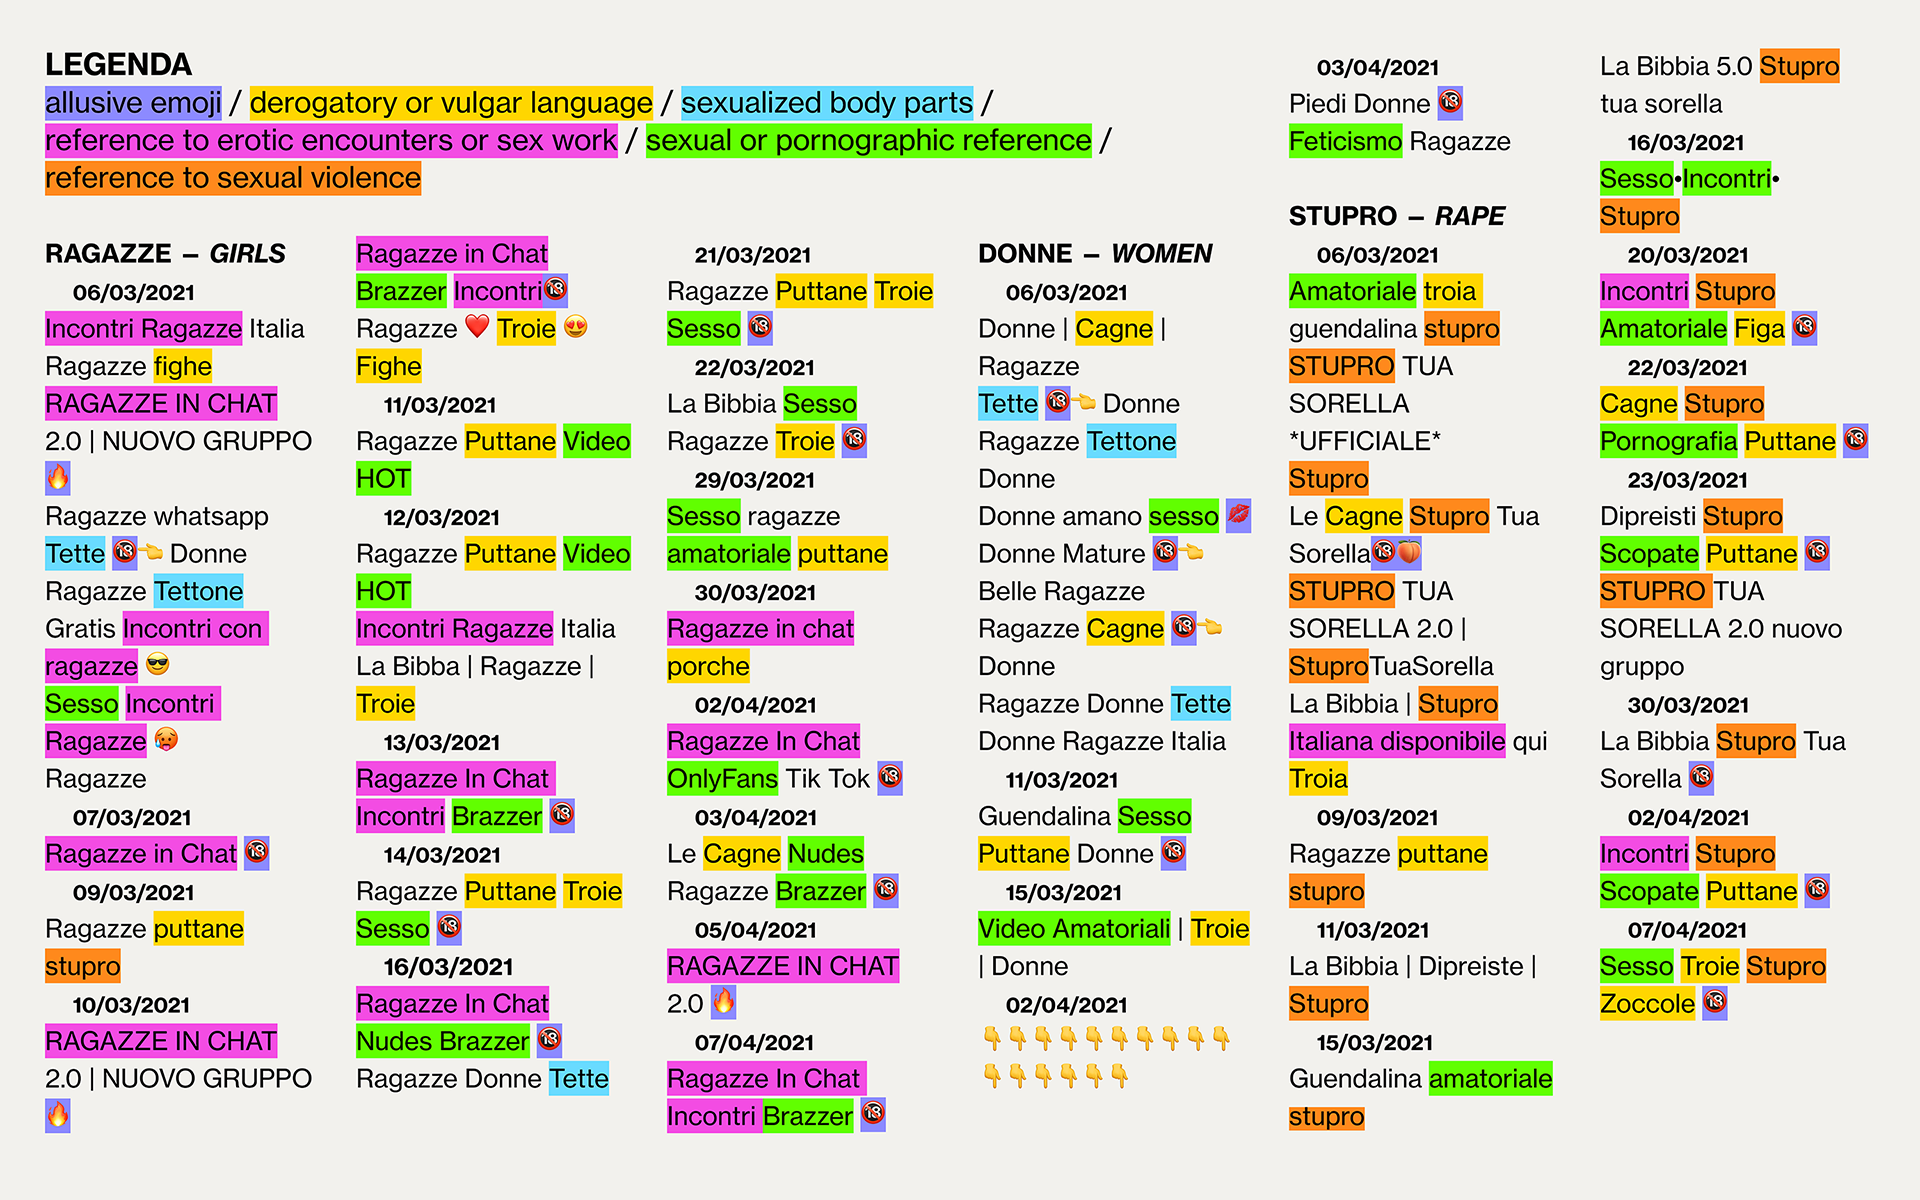 LEGENDA
allusive emoji / derogatory or vulgar language / sexualized body parts /
reference to erotic encounters or sex work / sexual or pornographic reference /
reference to sexual violence
RAGAZZE – GIRLS
06/03/2021
Incontri Ragazze Italia
Ragazze fighe
RAGAZZE IN CHAT
2.0 | NUOVO GRUPPO
🔥
Ragazze whatsapp
Tette 🔞👈 Donne
Ragazze Tettone
Gratis Incontri con
ragazze 😎
Sesso Incontri
Ragazze 🥵
Ragazze
07/03/2021
Ragazze in Chat 🔞
09/03/2021
Ragazze puttane
stupro
10/03/2021
RAGAZZE IN CHAT
2.0 | NUOVO GRUPPO
🔥
Ragazze in Chat
Brazzer Incontri🔞
Ragazze ❤️ Troie 😍
Fighe
11/03/2021
Ragazze Puttane Video
HOT
12/03/2021
Ragazze Puttane Video
HOT
Incontri Ragazze Italia
La Bibba | Ragazze |
Troie
13/03/2021
Ragazze In Chat
Incontri Brazzer 🔞
14/03/2021
Ragazze Puttane Troie
Sesso 🔞
16/03/2021
Ragazze In Chat
Nudes Brazzer 🔞
Ragazze Donne Tette
21/03/2021
Ragazze Puttane Troie
Sesso 🔞
22/03/2021
La Bibbia Sesso
Ragazze Troie 🔞
29/03/2021
Sesso ragazze
amatoriale puttane
30/03/2021
Ragazze in chat
porche
02/04/2021
Ragazze In Chat
OnlyFans Tik Tok 🔞
03/04/2021
Le Cagne Nudes
Ragazze Brazzer 🔞
05/04/2021
RAGAZZE IN CHAT
2.0 🔥
07/04/2021
Ragazze In Chat
Incontri Brazzer 🔞
DONNE – WOMEN
06/03/2021
Donne | Cagne |
Ragazze
Tette 🔞👈 Donne
Ragazze Tettone
Donne
Donne amano sesso 💋
Donne Mature 🔞👈
Belle Ragazze
Ragazze Cagne 🔞👈
Donne
Ragazze Donne Tette
Donne Ragazze Italia
11/03/2021
Guendalina Sesso
Puttane Donne 🔞
15/03/2021
Video Amatoriali | Troie
| Donne
02/04/2021
👇👇👇👇👇👇👇👇👇👇
👇👇👇👇👇👇
03/04/2021
Piedi Donne 🔞
Feticismo Ragazze
STUPRO – RAPE
06/03/2021
Amatoriale troia
guendalina stupro
STUPRO TUA
SORELLA
*UFFICIALE*
Stupro
Le Cagne Stupro Tua
Sorella🔞🍑
STUPRO TUA
SORELLA 2.0 |
StuproTuaSorella
La Bibbia | Stupro
Italiana disponibile qui
Troia
09/03/2021
Ragazze puttane
stupro
11/03/2021
La Bibbia | Dipreiste |
Stupro
15/03/2021
Guendalina amatoriale
stupro
La Bibbia 5.0 Stupro
tua sorella
16/03/2021
Sesso•Incontri•
Stupro
20/03/2021
Incontri Stupro
Amatoriale Figa 🔞
22/03/2021
Cagne Stupro
Pornografia Puttane 🔞
23/03/2021
Dipreisti Stupro
Scopate Puttane 🔞
STUPRO TUA
SORELLA 2.0 nuovo
gruppo
30/03/2021
La Bibbia Stupro Tua
Sorella 🔞
02/04/2021
Incontri Stupro
Scopate Puttane 🔞
07/04/2021
Sesso Troie Stupro
Zoccole 🔞